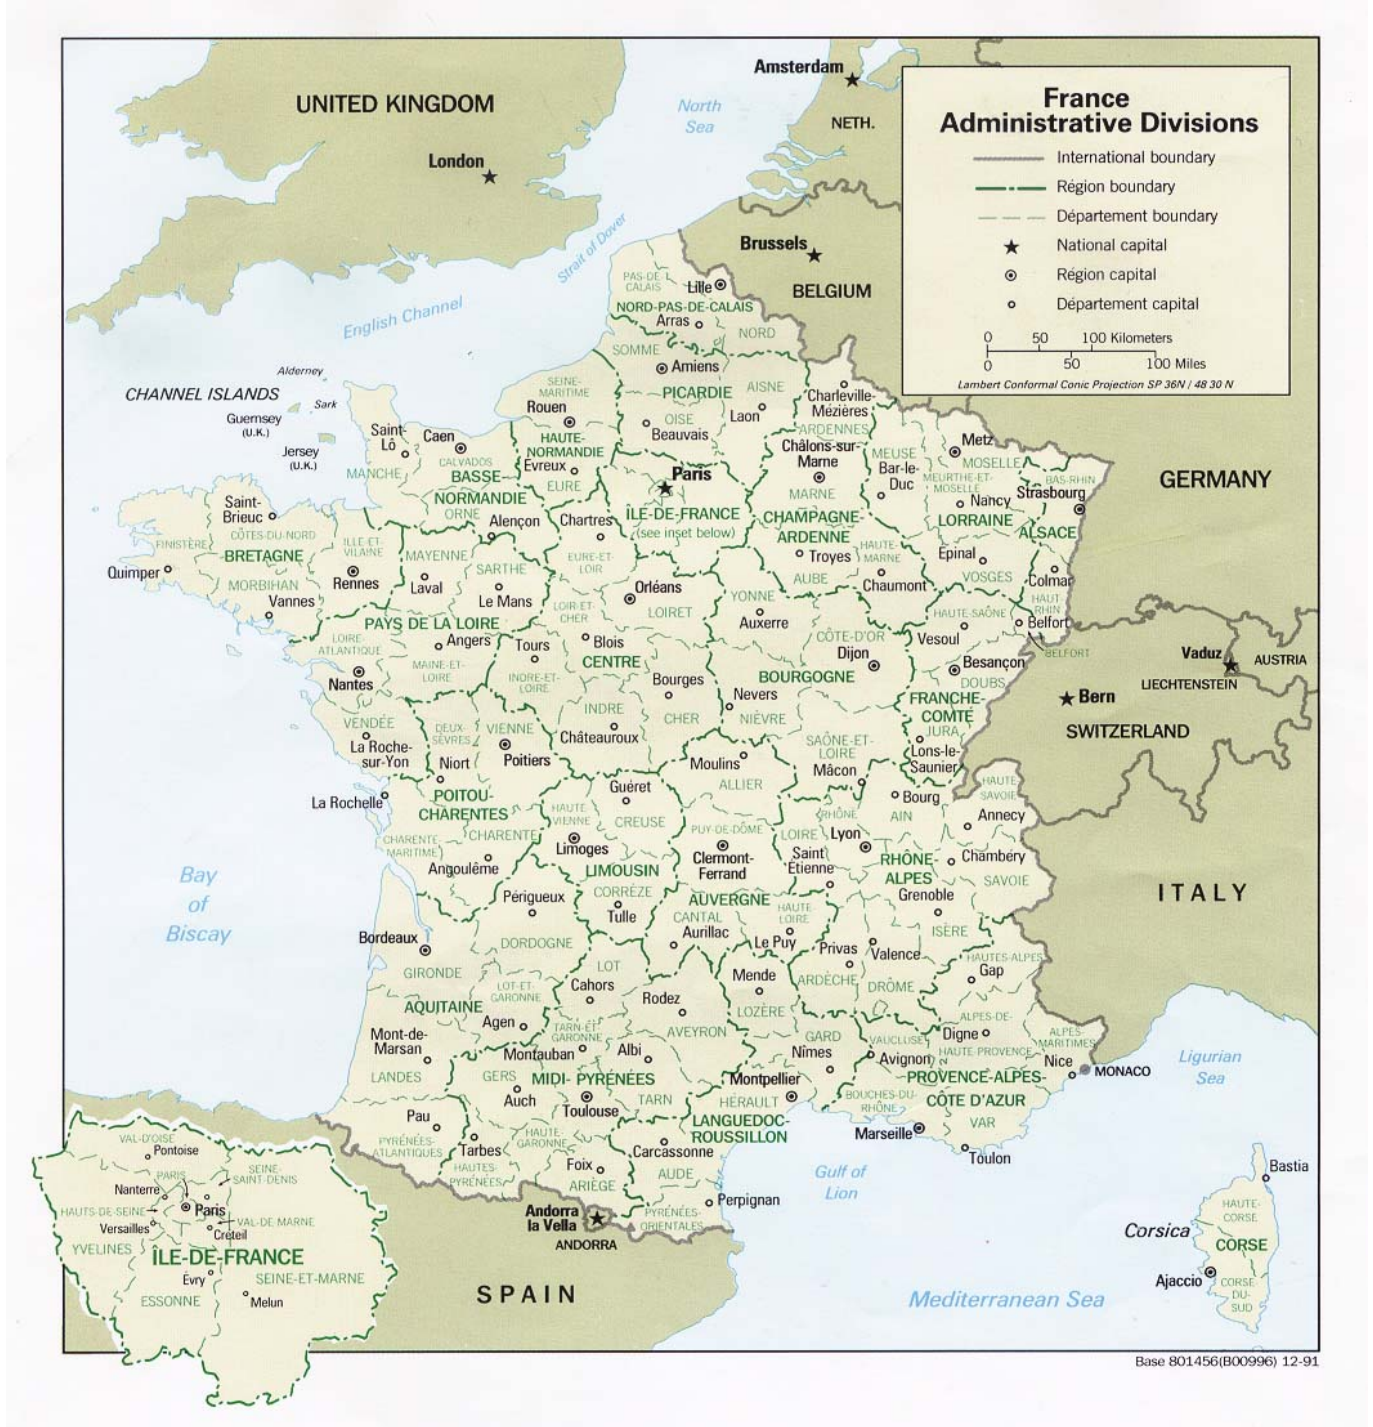 Amsterdam
North
Sea
NETH.
UNITED KINGDOM
London
France
Administrative Divisions
International boundary
Région boundary
Département boundary
National capital
Région capital
Département capital
0 50 100 Kilometers
0 50 100 Miles
Lambert Conformal Conic Projection SP 36N / 48 30 N
Strait of Dover
Brussels
BELGIUM
English Channel
PAS-DE-
CALAIS
Lille
NORD-PAS-DE-CALAIS
Arras
NORD
SOMME
Amiens
PICARDIE
AISNE
OISE
Laon
Beauvais
Alderney
CHANNEL ISLANDS
Sark
Guernsey
(U.K.)
Jersey
(U.K.)
SEINE-
MARITIME
Rouen
HAUTE-
NORMANDIE
Evreux
EURE
Saint-
Lô
Caen
CALVADOS
MANCHE
BASSE-
NORMANDIE
ORNE
Alençon
Charleville-
Mézières
ARDENNES
Châlons-sur-
Marne
MARNE
CHAMPAGNE-
ARDENNE
Troyes
HAUTE-
MARNE
AUBE
Chaumont
MEUSE
Bar-le-
Duc
Metz
MOSELLE
MEURTHE-ET-
MOSELLE
Nancy
LORRAINE
Epinal
VOSGES
BAS-RHIN
Strasbourg
ALSACE
Colmar
HAUT-
RHIN
Belfort
BELFORT
GERMANY
Paris
ÎLE-DE-FRANCE
(see inset below)
Saint-
Brieuc
CÔTES-DU-NORD
FINISTÈRE
BRETAGNE
Quimper
MORBIHAN
Vannes
ILLE-ET-
VILAINE
Rennes
MAYENNE
Laval
SARTHE
Le Mans
PAYS DE LA LOIRE
LOIRE-
ATLANTIQUE
Angers
Nantes
MAINE-ET-
LOIRE
VENDÉE
La Roche-
sur-Yon
Chartres
EURE-ET-
LOIR
Orléans
LOIRET
LOIR-ET-
CHER
Blois
Tours
CENTRE
INDRE-ET-
LOIRE
Bourges
INDRE
CHER
Châteauroux
YONNE
Auxerre
CÔTE-D'OR
Dijon
BOURGOGNE
Nevers
NIÈVRE
SAÔNE-ET-
LOIRE
Mâcon
HAUTE-SAÔNE
Vesoul
Besançon
DOUBS
FRANCHE-
COMTÉ
JURA
Lons-le-
Saunier
Vaduz
AUSTRIA
LIECHTENSTEIN
Bern
SWITZERLAND
DEUX-
SÈVRES
VIENNE
Poitiers
Niort
La Rochelle
POITOU-
CHARENTES
CHARENTE-
MARITIME
CHARENTE
Angoulême
Guéret
HAUTE
VIENNE
CREUSE
Limoges
LIMOUSIN
CORRÈZE
Tulle
Moulins
ALLIER
PUY-DE-DÔME
Clermont-
Ferrand
AUVERGNE
CANTAL
Aurillac
HAUTE
LOIRE
Le Puy
Bourg
AIN
RHÔNE
LOIRE
Lyon
Saint
Étienne
HAUTE
SAVOIE
Annecy
RHÔNE-
ALPES
Chambéry
SAVOIE
Grenoble
ISÈRE
Privas
Valence
ARDÈCHE
DRÔME
ITALY
Bay
of
Biscay
Périgueux
DORDOGNE
Bordeaux
GIRONDE
AQUITAINE
LOT-ET-
GARONNE
Agen
Mont-de-
Marsan
LANDES
Pau
PYRÉNÉES-
ATLANTIQUES
LOT
Cahors
Rodez
AVEYRON
TARN-ET-
GARONNE
Montauban
Albi
GERS
MIDI- PYRÉNÉES
Auch
Toulouse
TARN
HAUTE-
GARONNE
Tarbes
HAUTES-
PYRÉNÉES
Foix
ARIÈGE
Mende
LOZÈRE
GARD
Nîmes
Montpellier
HÉRAULT
LANGUEDOC-
ROUSSILLON
Carcassonne
AUDE
Perpignan
PYRÉNÉES-
ORIENTALES
HAUTES-ALPES
Gap
ALPES-DE-
Digne
HAUTE-PROVENCE
ALPES-
MARITIMES
VAUCLUSE
Avignon
Nice
MONACO
PROVENCE-ALPES-
CÔTE D'AZUR
BOUCHES-DU-
RHÔNE
VAR
Marseille
Toulon
Ligurian
Sea
Gulf of
Lion
Andorra
la Vella
ANDORRA
SPAIN
Mediterranean Sea
Bastia
HAUTE-
CORSE
Corsica
CORSE
Ajaccio
CORSE
DU-
SUD
VAL-D'OISE
Pontoise
PARIS
SEINE-
SAINT-DENIS
Nanterre
HAUTS-DE-SEINE
Paris
VAL-DE-MARNE
Versailles
Créteil
YVELINES
ÎLE-DE-FRANCE
Évry
SEINE-ET-MARNE
ESSONNE
Melun
Base 801456(B00996) 12-91